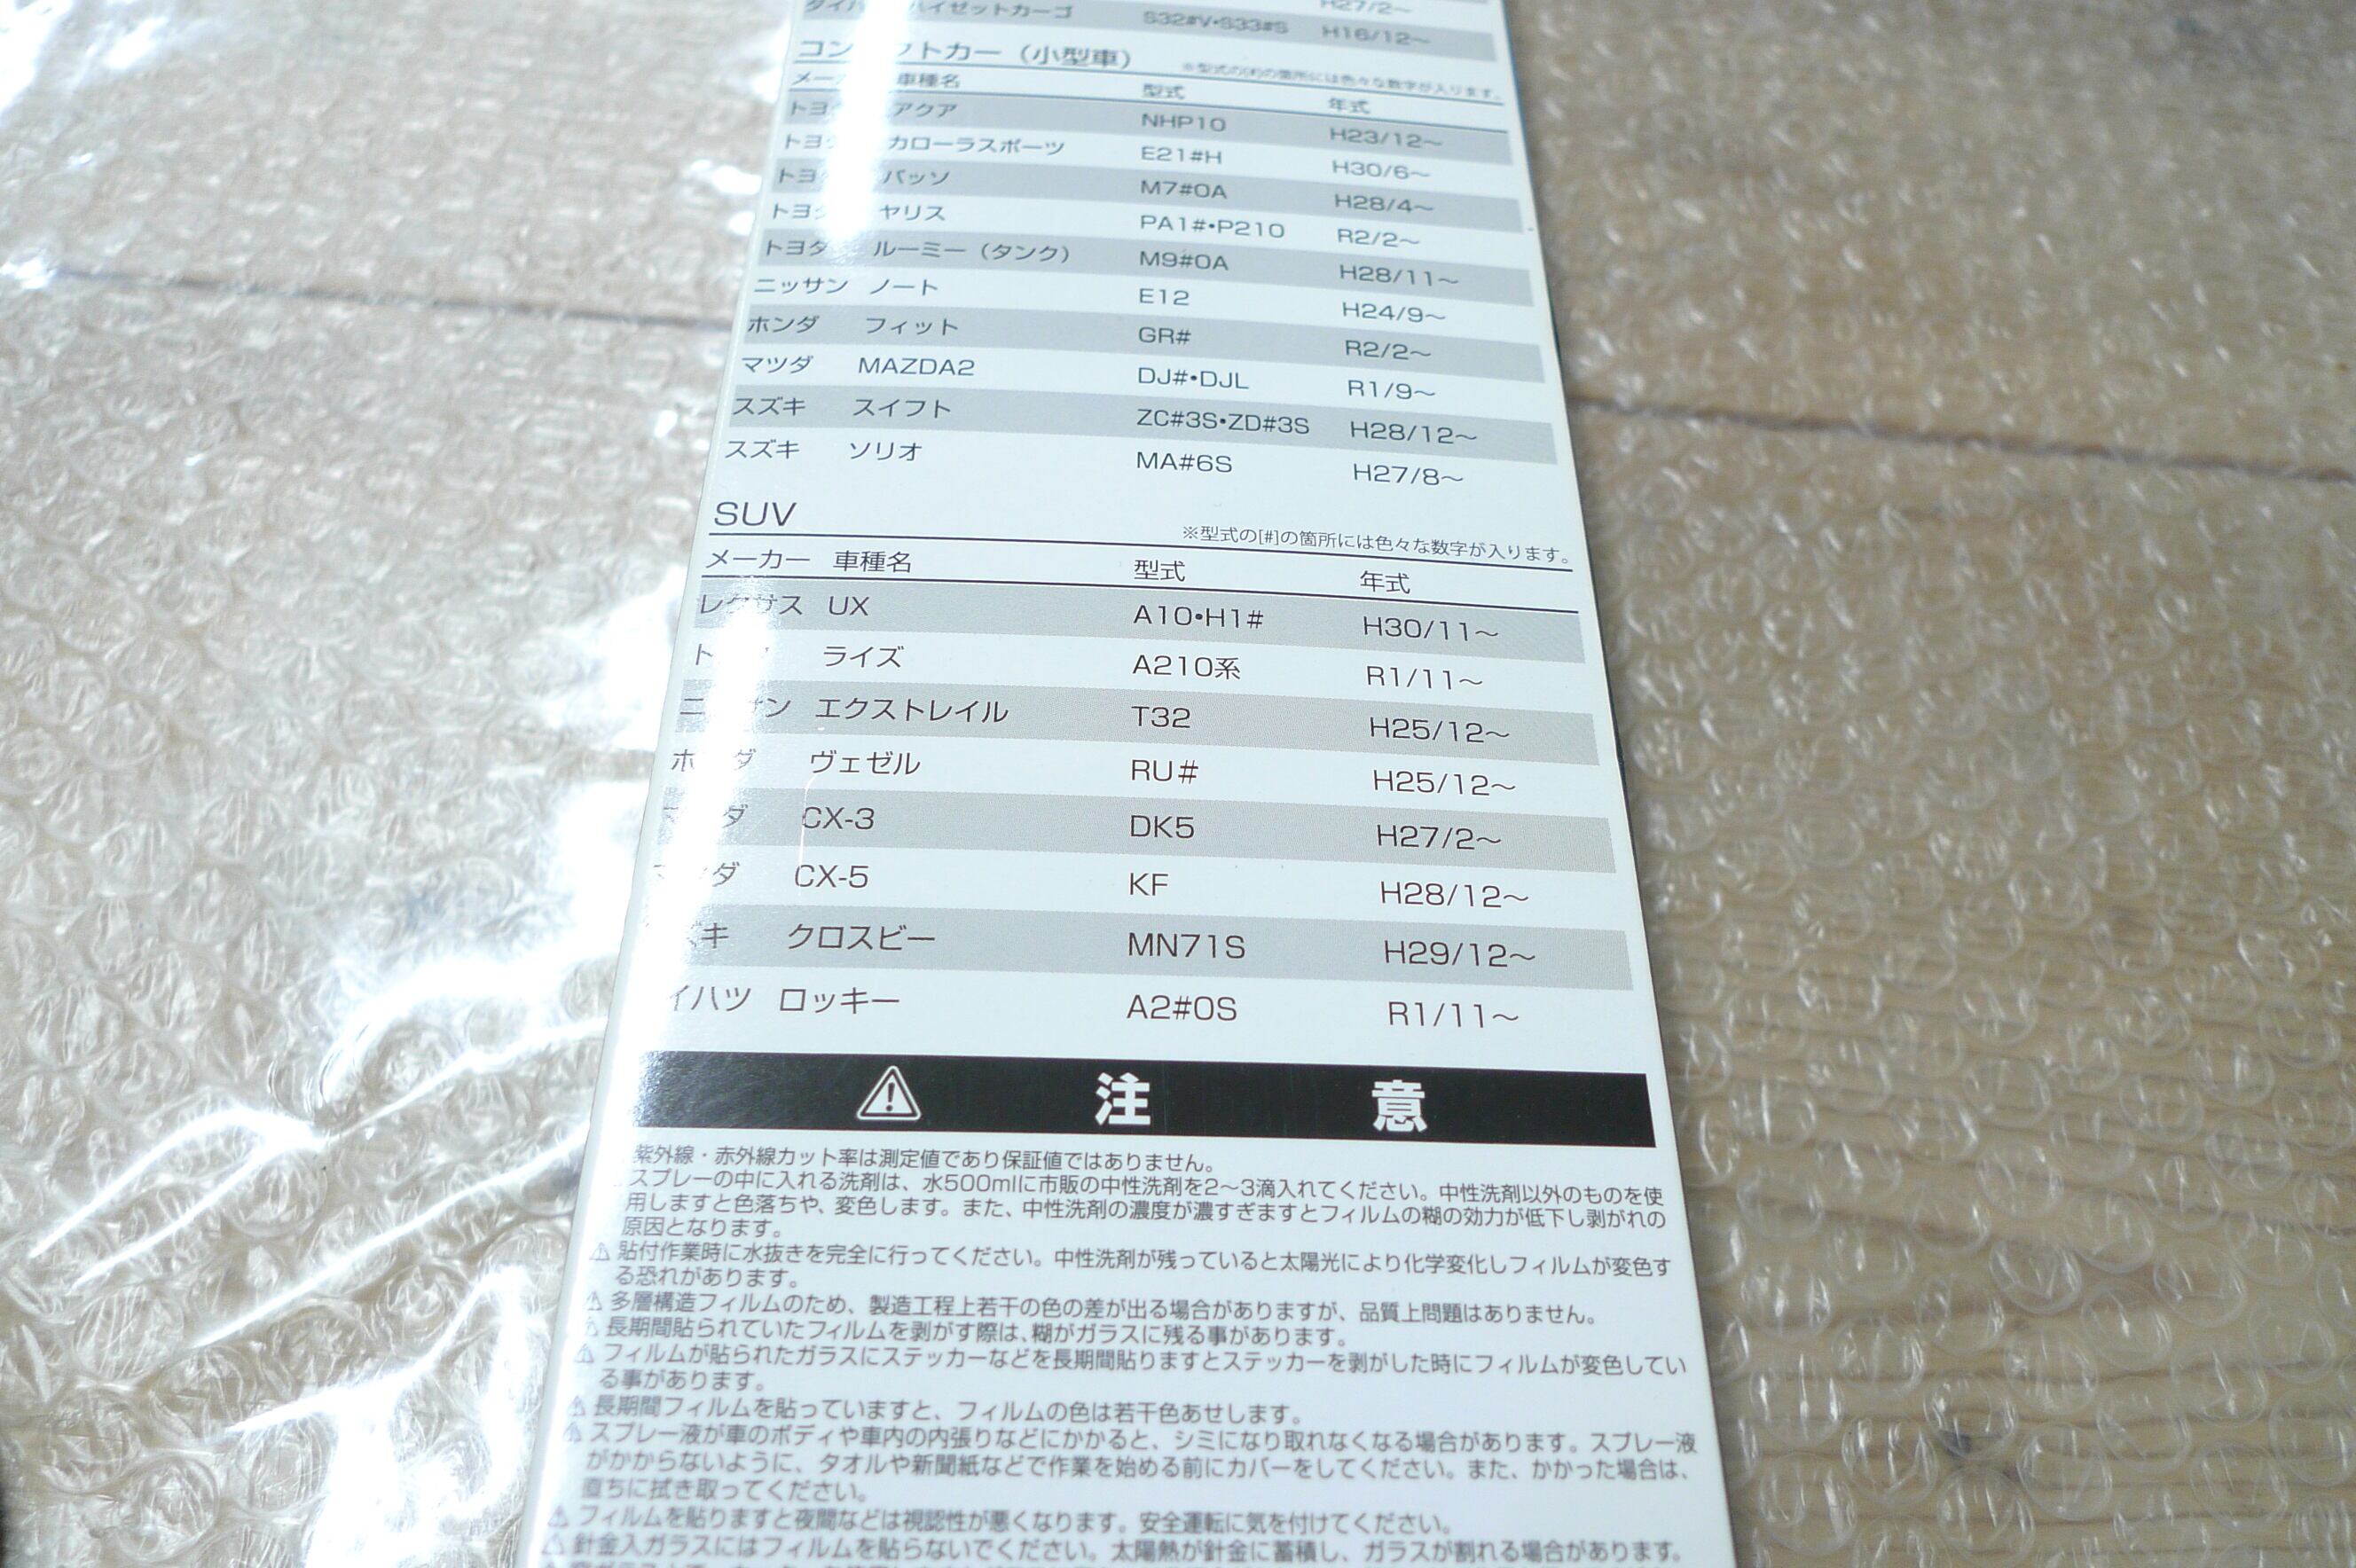 ハイゼットカーゴ S32#V•S33#S H16/12～
H27/2～
トカー（小型車） ※型式の[#]の箇所には色々な数字が入ります。
車種名 型式 年式
アクア NHP10 H23/12～
カローラスポーツ E21#H H30/6～
パッソ M7#0A H28/4～
ヤリス PA1#•P210 R2/2～
トヨタ ルーミー（タンク） M9#0A H28/11～
ニッサン ノート E12 H24/9～
ホンダ フィット GR# R2/2～
マツダ MAZDA2 DJ#•DJL R1/9～
スズキ スイフト ZC#3S•ZD#3S H28/12～
スズキ ソリオ MA#6S H27/8～
SUV ※型式の[#]の箇所には色々な数字が入ります。
メーカー 車種名 型式 年式
レクサス UX A10•H1# H30/11～
ライズ A210系 R1/11～
エクストレイル T32 H25/12～
ヴェゼル RU# H25/12～
CX-3 DK5 H27/2～
CX-5 KF H28/12～
クロスビー MN71S H29/12～
イハツ ロッキー A2#0S R1/11～
注意
紫外線・赤外線カット率は測定値であり保証値ではありません。
スプレーの中に入れる洗剤は、水500mlに市販の中性洗剤を2～3滴入れてください。中性洗剤以外のものを使
用しますと色落ちや、変色します。また、中性洗剤の濃度が濃すぎますとフィルムの糊の効力が低下し剥がれの
原因となります。
⚠貼付作業時に水抜きを完全に行ってください。中性洗剤が残っていると太陽光により化学変化しフィルムが変色す
る恐れがあります。
⚠多層構造フィルムのため、製造工程上若干の色の差が出る場合がありますが、品質上問題はありません。
⚠長期間貼られていたフィルムを剥がす際は、糊がガラスに残る事があります。
⚠フィルムが貼られたガラスにステッカーなどを長期間貼りますとステッカーを剥がした時にフィルムが変色してい
る事があります。
⚠長期間フィルムを貼っていますと、フィルムの色は若干色あせします。
⚠スプレー液が車のボディや車内の内張りなどにかかると、シミになり取れなくなる場合があります。スプレー液
がかからないように、タオルや新聞紙などで作業を始める前にカバーをしてください。また、かかった場合は、
直ちに拭き取ってください。
⚠フィルムを貼りますと夜間などは視認性が悪くなります。安全運転に気を付けてください。
⚠針金入ガラスにはフィルムを貼らないでください。太陽熱が針金に蓄積し、ガラスが割れる場合があります。